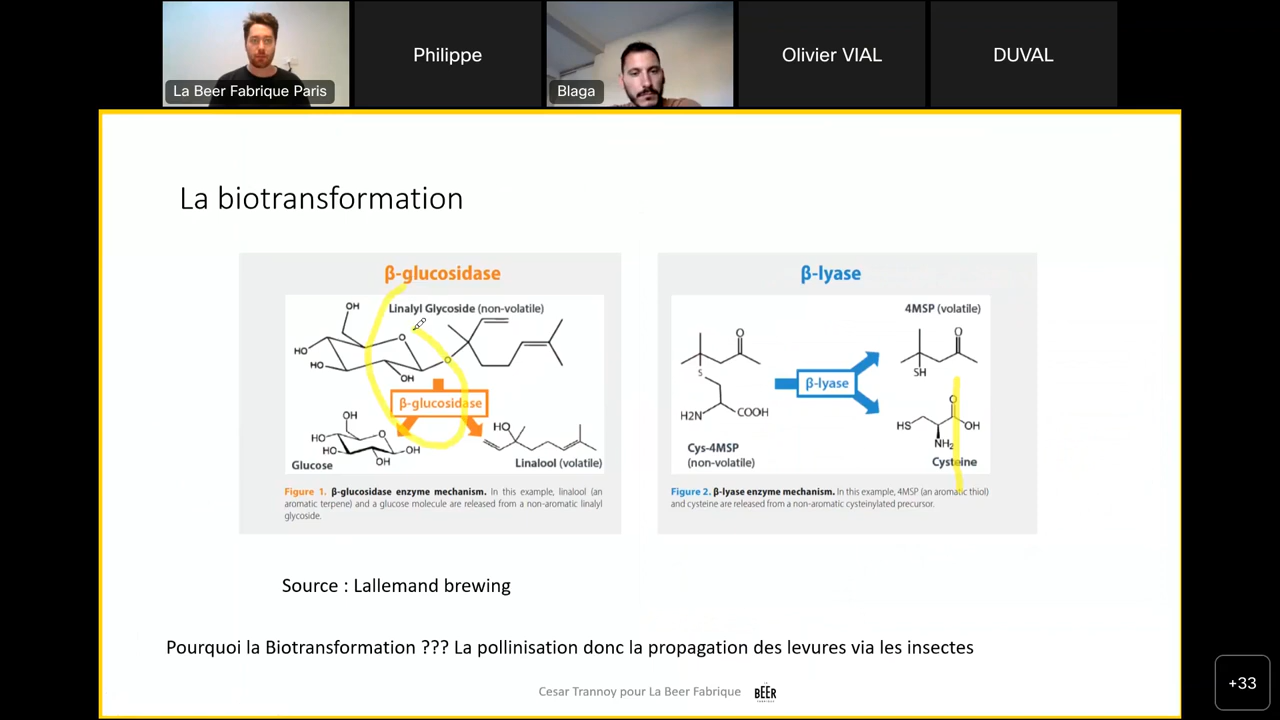 La Beer Fabrique Paris
Philippe
Blaga
Olivier VIAL
DUVAL
La biotransformation
β-glucosidase
OH
Linalyl Glycoside (non-volatile)
O
HO
O
HO
OH
β-glucosidase
OH
HO
O
HO
OH
OH
Glucose
HO
Linalool (volatile)
Figure 1. β-glucosidase enzyme mechanism. In this example, linalool (an
aromatic terpene) and a glucose molecule are released from a non-aromatic linalyl
glycoside.
β-lyase
O
S
H2N
COOH
Cys-4MSP
(non-volatile)
β-lyase
4MSP (volatile)
O
SH
O
HS
OH
NH2
Cysteine
Figure 2. β-lyase enzyme mechanism. In this example, 4MSP (an aromatic thiol)
and cysteine are released from a non-aromatic cysteinylated precursor.
Source : Lallemand brewing
Pourquoi la Biotransformation ??? La pollinisation donc la propagation des levures via les insectes
Cesar Trannoy pour La Beer Fabrique
BEER
+33